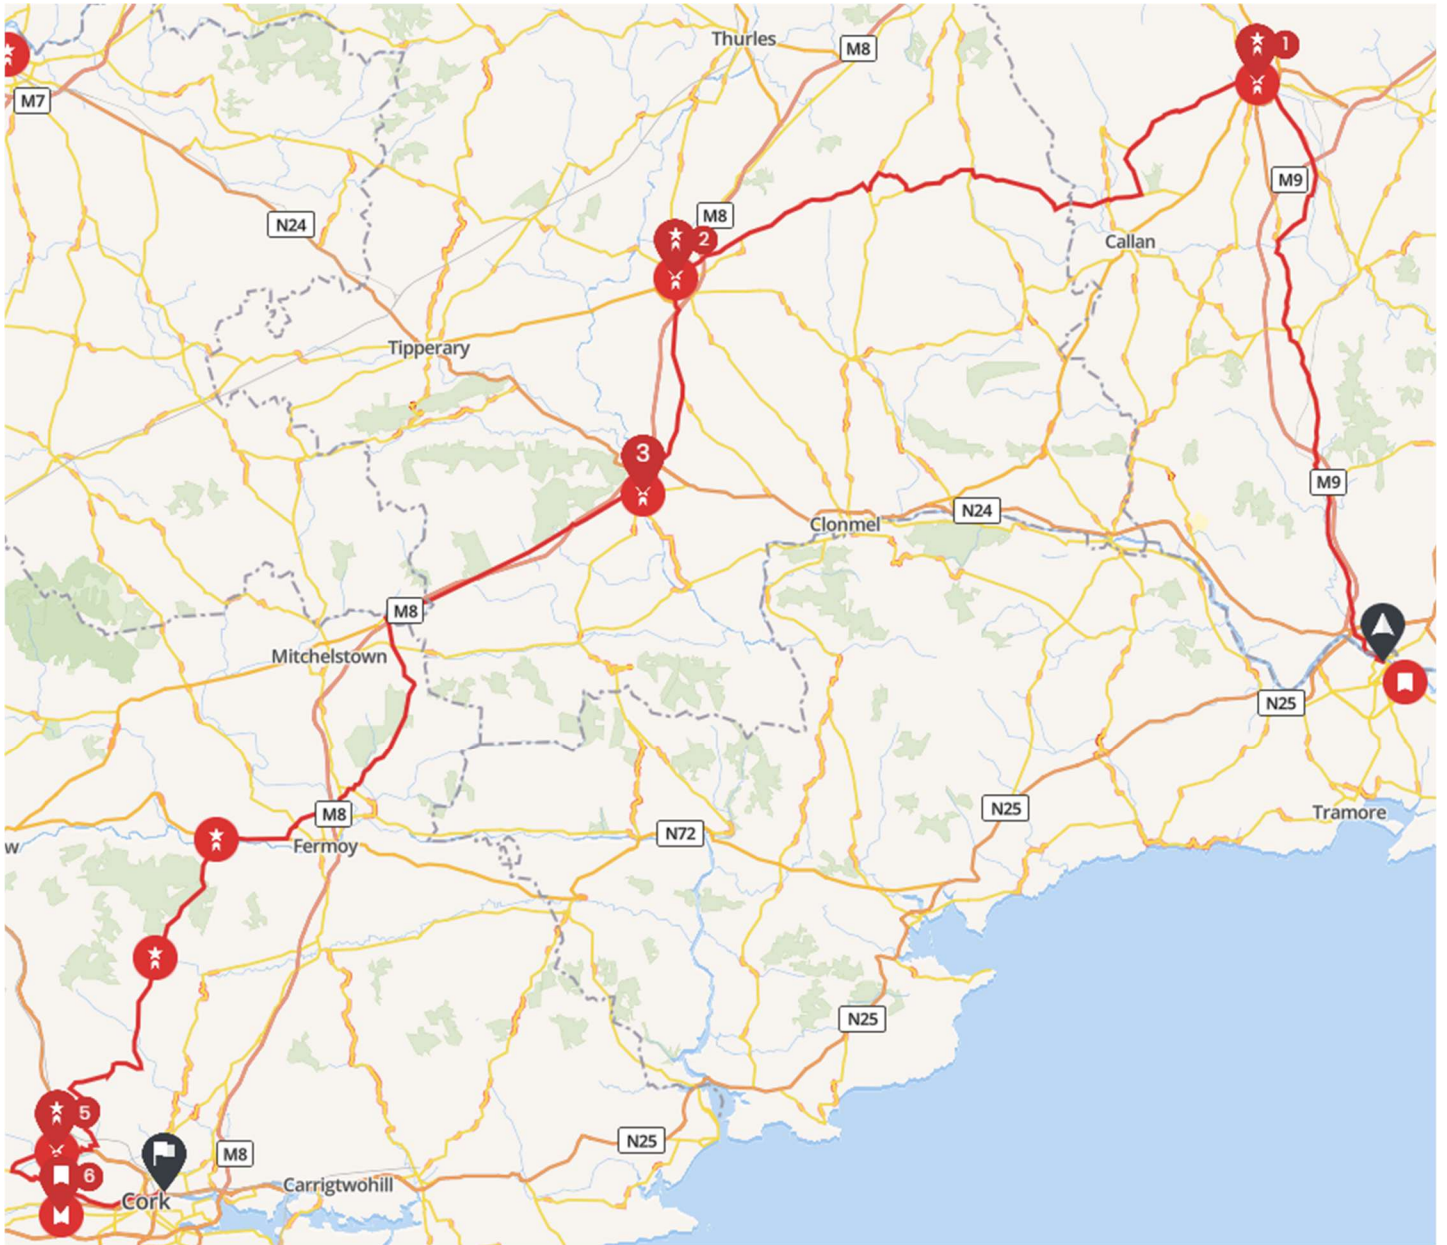 Thurles
M8
1
M7
M9
N24
M8
2
Callan
Tipperary
3
M9
N24
Clonmel
M8
Mitchelstown
N25
N25
M8
Tramore
N72
Fermoy
w
N25
5
N25
M8
6
Carrigtwohill
Cork